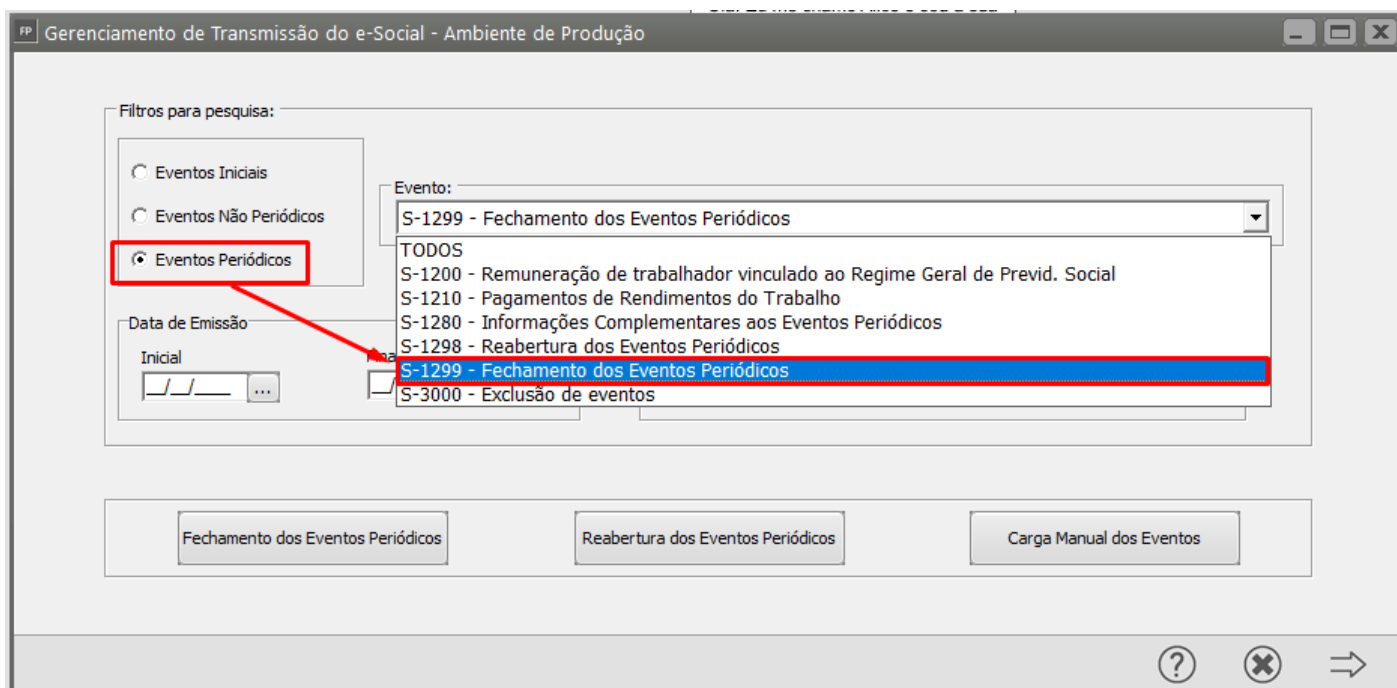 FP Gerenciamento de Transmissão do e-Social - Ambiente de Produção
Filtros para pesquisa:
Eventos Iniciais
Eventos Não Periódicos
Eventos Periódicos
Evento:
S-1299 - Fechamento dos Eventos Periódicos
TODOS
S-1200 - Remuneração de trabalhador vinculado ao Regime Geral de Previd. Social
S-1210 - Pagamentos de Rendimentos do Trabalho
S-1280 - Informações Complementares aos Eventos Periódicos
S-1298 - Reabertura dos Eventos Periódicos
S-1299 - Fechamento dos Eventos Periódicos
S-3000 - Exclusão de eventos
Data de Emissão
Inicial
__/__/____ ...
Fechamento dos Eventos Periódicos
Reabertura dos Eventos Periódicos
Carga Manual dos Eventos
?